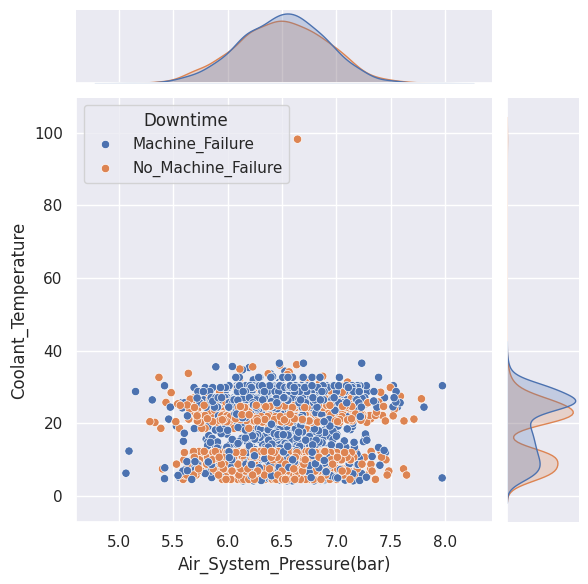 Downtime
Machine_Failure
No_Machine_Failure
Coolant_Temperature
100
80
60
40
20
0
5.0 5.5 6.0 6.5 7.0 7.5 8.0
Air_System_Pressure(bar)